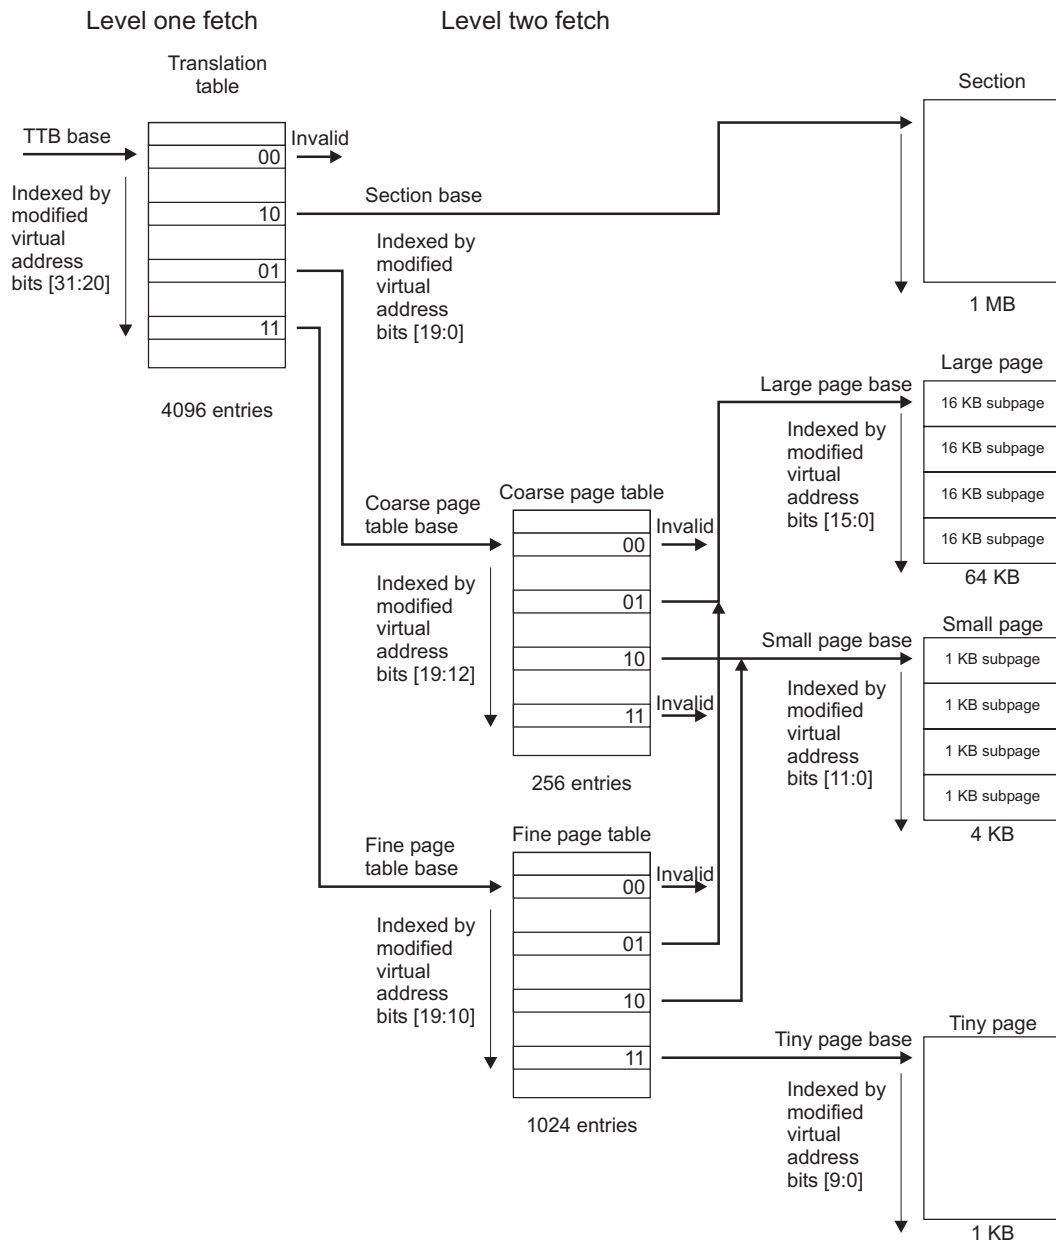 Level one fetch
Level two fetch
Translation
table
Section
TTB base
Invalid
00
Indexed by
modified
virtual
address
bits [31:20]
Section base
10
Indexed by
modified
virtual
address
bits [19:0]
01
11
1 MB
4096 entries
Large page
Large page base
16 KB subpage
16 KB subpage
16 KB subpage
16 KB subpage
Indexed by
modified
virtual
address
bits [15:0]
64 KB
Coarse page
table base
Coarse page table
Invalid
00
Indexed by
modified
virtual
address
bits [19:12]
01
10
Invalid
11
256 entries
Small page
Small page base
1 KB subpage
1 KB subpage
1 KB subpage
1 KB subpage
Indexed by
modified
virtual
address
bits [11:0]
4 KB
Fine page
table base
Fine page table
Invalid
00
Indexed by
modified
virtual
address
bits [19:10]
01
10
11
1024 entries
Tiny page
Tiny page base
Indexed by
modified
virtual
address
bits [9:0]
1 KB